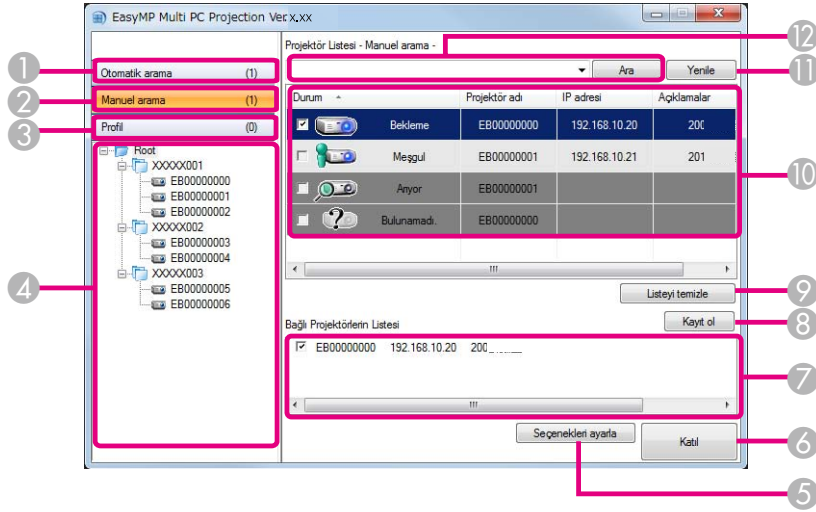 EasyMP Multi PC Projection Ver.x.xx
Projektör Listesi - Manuel arama -
12
1
Otomatik arama (1)
Ara
Yenile
11
2
Manuel arama (1)
Durum
Projektör adı
IP adresi
Açıklamalar
3
Profil (0)
Bekleme EB00000000 192.168.10.20 200
Root
XXXXX001
Meşgul EB00000001 192.168.10.21 201
EB00000000
EB00000001
Arıyor EB00000001
10
EB00000002
XXXXX002
Bulunamadı. EB00000000
EB00000003
EB00000004
XXXXX003
4
EB00000005
EB00000006
Listeyi temizle
9
Bağlı Projektörlerin Listesi
Kayıt ol
8
EB00000000 192.168.10.20 200
7
Seçenekleri ayarla
Katıl
6
5